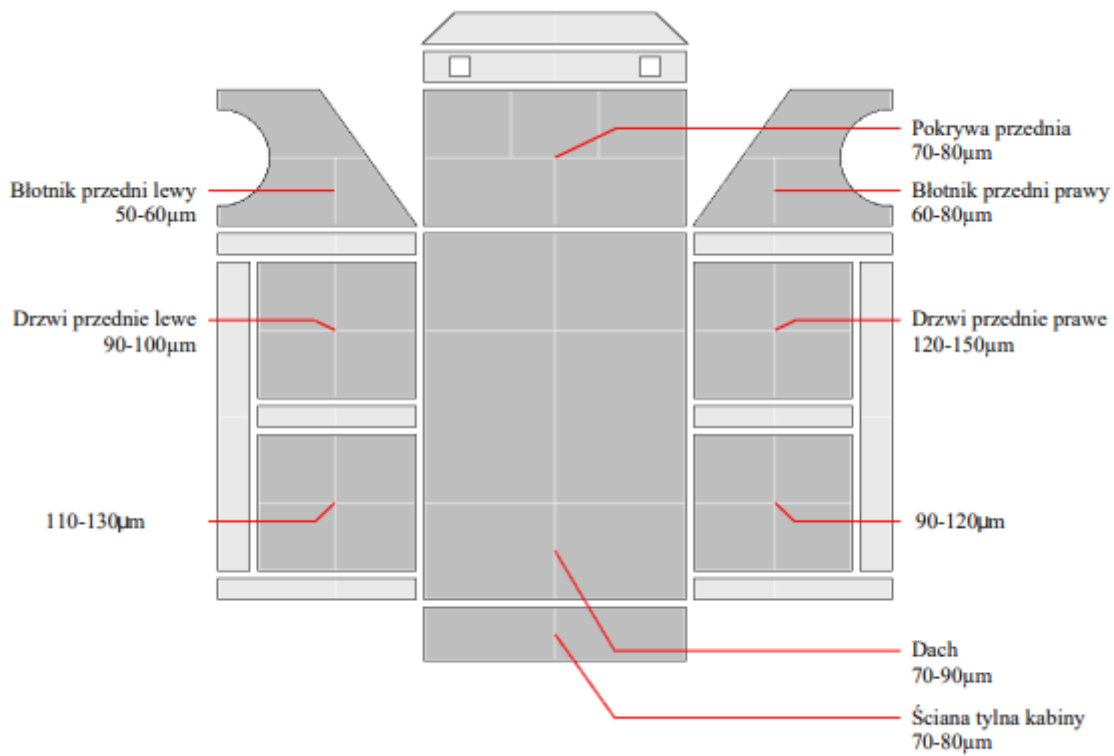 Pokrywa przednia
70-80µm
Błotnik przedni lewy
50-60µm
Błotnik przedni prawy
60-80µm
Drzwi przednie lewe
90-100µm
Drzwi przednie prawe
120-150µm
110-130µm
90-120µm
Dach
70-90µm
Ściana tylna kabiny
70-80µm